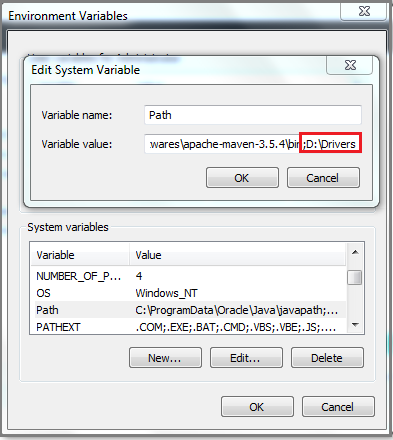 Environment Variables
Edit System Variable
Variable name: Path
Variable value: wares\apache-maven-3.5.4\bin;D:\Drivers
OK Cancel
System variables
Variable Value
NUMBER_OF_P... 4
OS Windows_NT
Path C:\ProgramData\Oracle\Java\javapath;...
PATHEXT .COM;.EXE;.BAT;.CMD;.VBS;.VBE;.JS;....
New... Edit... Delete
OK Cancel